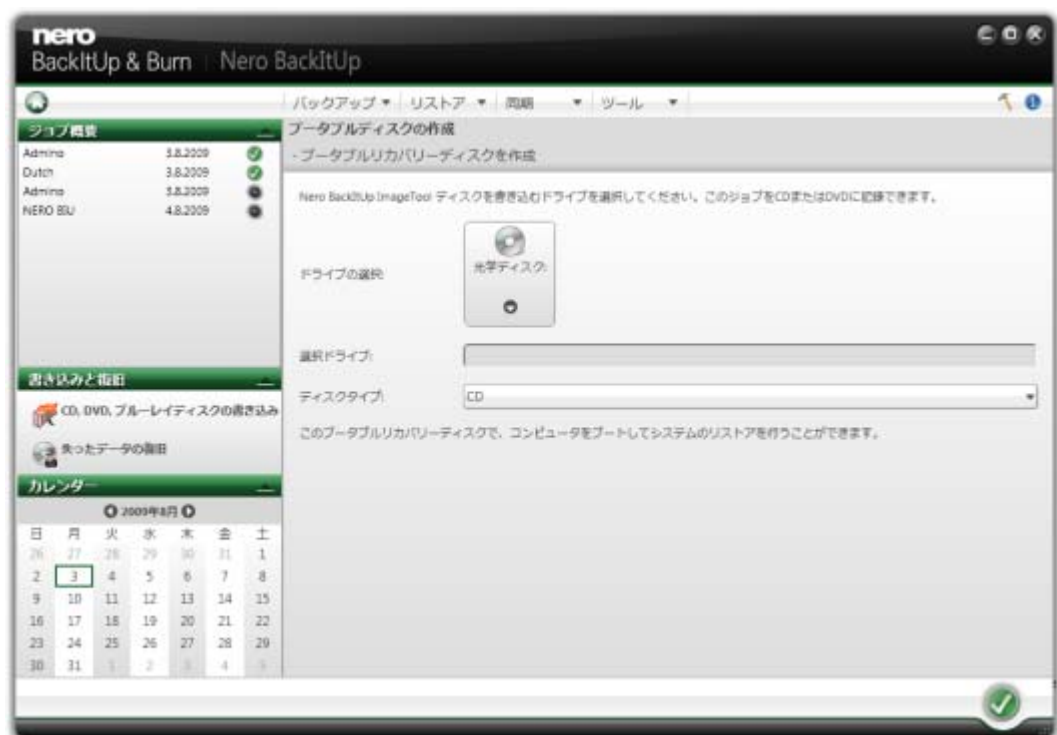 nero
BackItUp & Burn | Nero BackItUp
バックアップ リストア 同期 ツール
ジョブ概要
Admino 3.8.2009
Dutch 3.8.2009
Admino 3.8.2009
NERO BIU 4.8.2009
ブータブルディスクの作成
- ブータブルリカバリーディスクを作成
Nero BackItUp ImageTool ディスクを書き込むドライブを選択してください。このジョブをCDまたはDVDに記録できます。
ドライブの選択:
光学ディスク:
選択ドライブ:
ディスクタイプ:
CD
このブータブルリカバリーディスクで、コンピュータをブートしてシステムのリストアを行うことができます。
書き込みと復旧
CD, DVD, ブルーレイディスクの書き込み
失ったデータの復旧
カレンダー
2009年8月
日 月 火 水 木 金 土
26 27 28 29 30 31 1
2 3 4 5 6 7 8
9 10 11 12 13 14 15
16 17 18 19 20 21 22
23 24 25 26 27 28 29
30 31 1 2 3 4 5